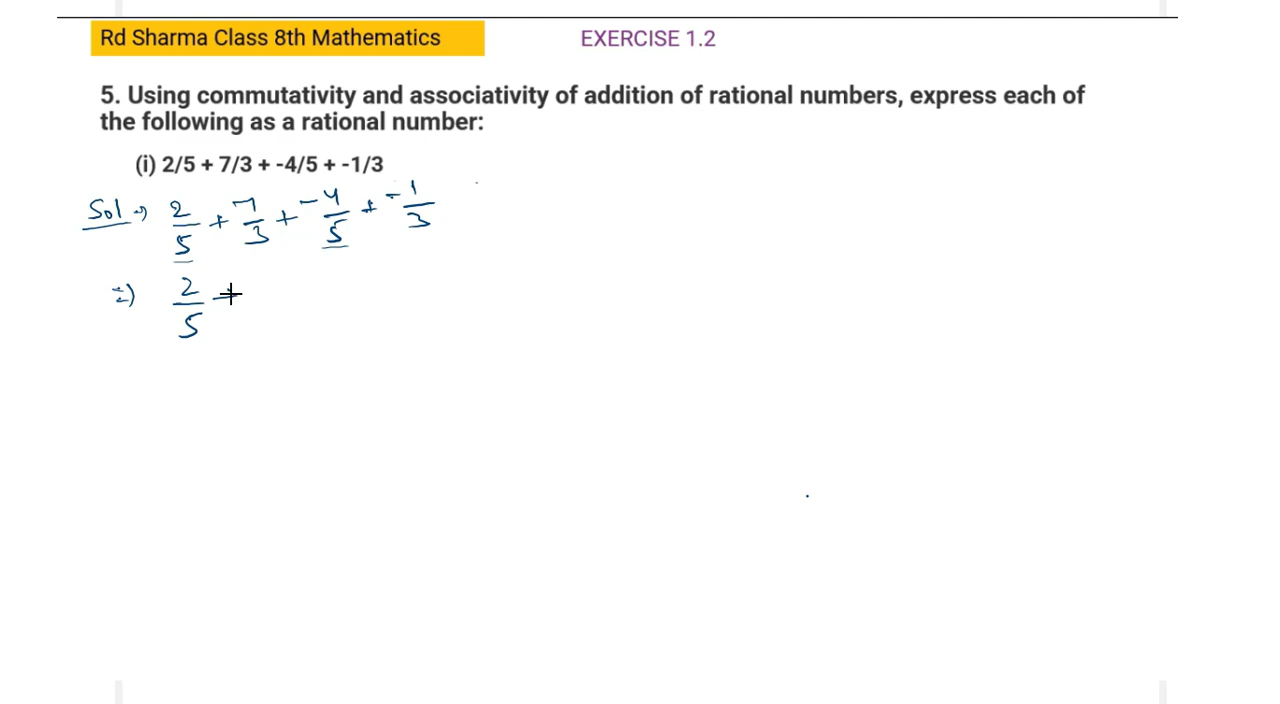 Rd Sharma Class 8th Mathematics EXERCISE 1.2
5. Using commutativity and associativity of addition of rational numbers, express each of
the following as a rational number:
(i) 2/5 + 7/3 + -4/5 + -1/3
Sol ⇒ 2/5 + 7/3 + -4/5 + -1/3
⇒ 2/5 +